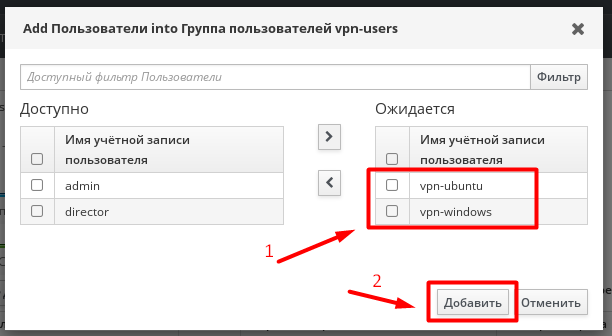 Add Пользователи into Группа пользователей vpn-users
Доступный фильтр Пользователи
Фильтр
Доступно
Ожидается
Имя учётной записи
пользователя
admin
director
Имя учётной записи
пользователя
vpn-ubuntu
vpn-windows
1
2
Добавить
Отменить